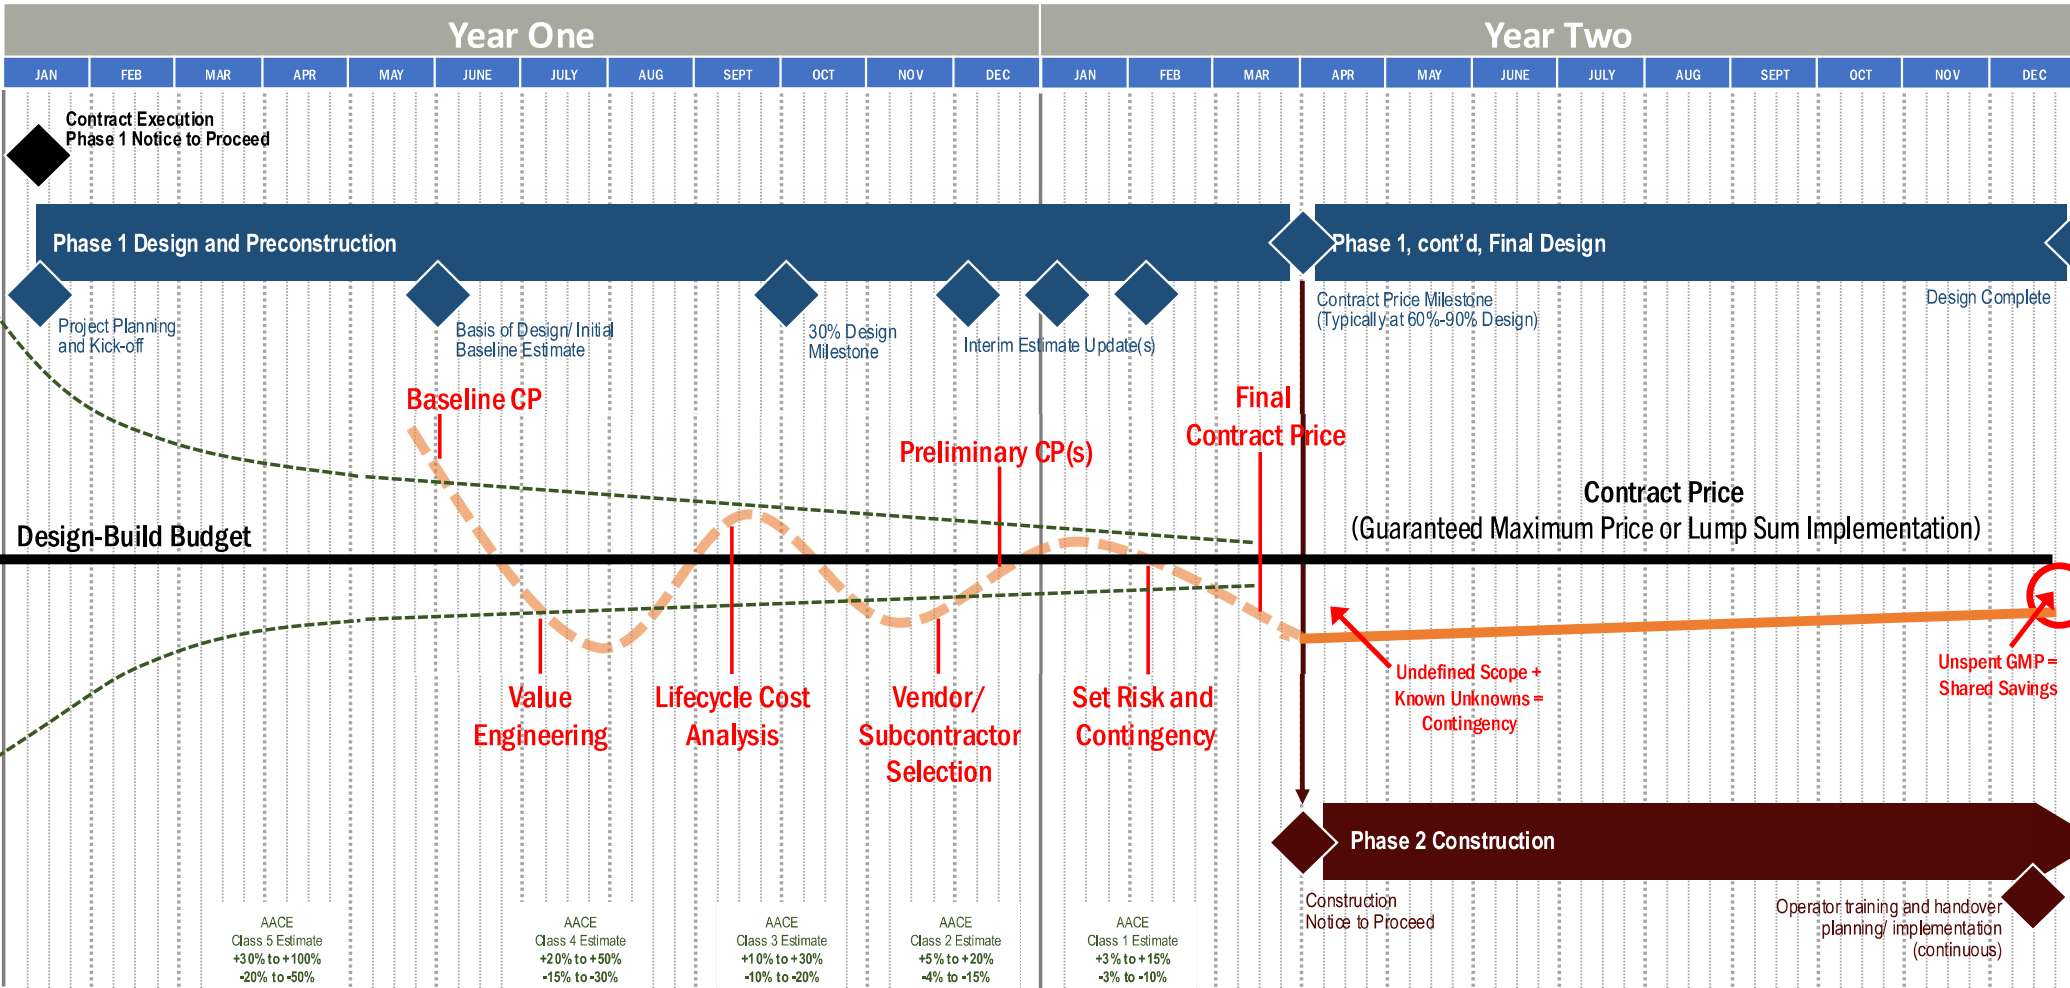 Year One
Year Two
JAN FEB MAR APR MAY JUNE JULY AUG SEPT OCT NOV DEC JAN FEB MAR APR MAY JUNE JULY AUG SEPT OCT NOV DEC
Contract Execution
Phase 1 Notice to Proceed
Phase 1 Design and Preconstruction
Phase 1, cont'd, Final Design
Project Planning
and Kick-off
Basis of Design/ Initial
Baseline Estimate
30% Design
Milestone
Interim Estimate Update(s)
Contract Price Milestone
(Typically at 60%-90% Design)
Design Complete
Baseline CP
Preliminary CP(s)
Final
Contract Price
Design-Build Budget
Contract Price
(Guaranteed Maximum Price or Lump Sum Implementation)
Value
Engineering
Lifecycle Cost
Analysis
Vendor/
Subcontractor
Selection
Set Risk and
Contingency
Undefined Scope +
Known Unknowns =
Contingency
Unspent GMP =
Shared Savings
Phase 2 Construction
Construction
Notice to Proceed
Operator training and handover
planning/ implementation
(continuous)
AACE
Class 5 Estimate
+30% to +100%
-20% to -50%
AACE
Class 4 Estimate
+20% to +50%
-15% to -30%
AACE
Class 3 Estimate
+10% to +30%
-10% to -20%
AACE
Class 2 Estimate
+5% to +20%
-4% to -15%
AACE
Class 1 Estimate
+3% to +15%
-3% to -10%